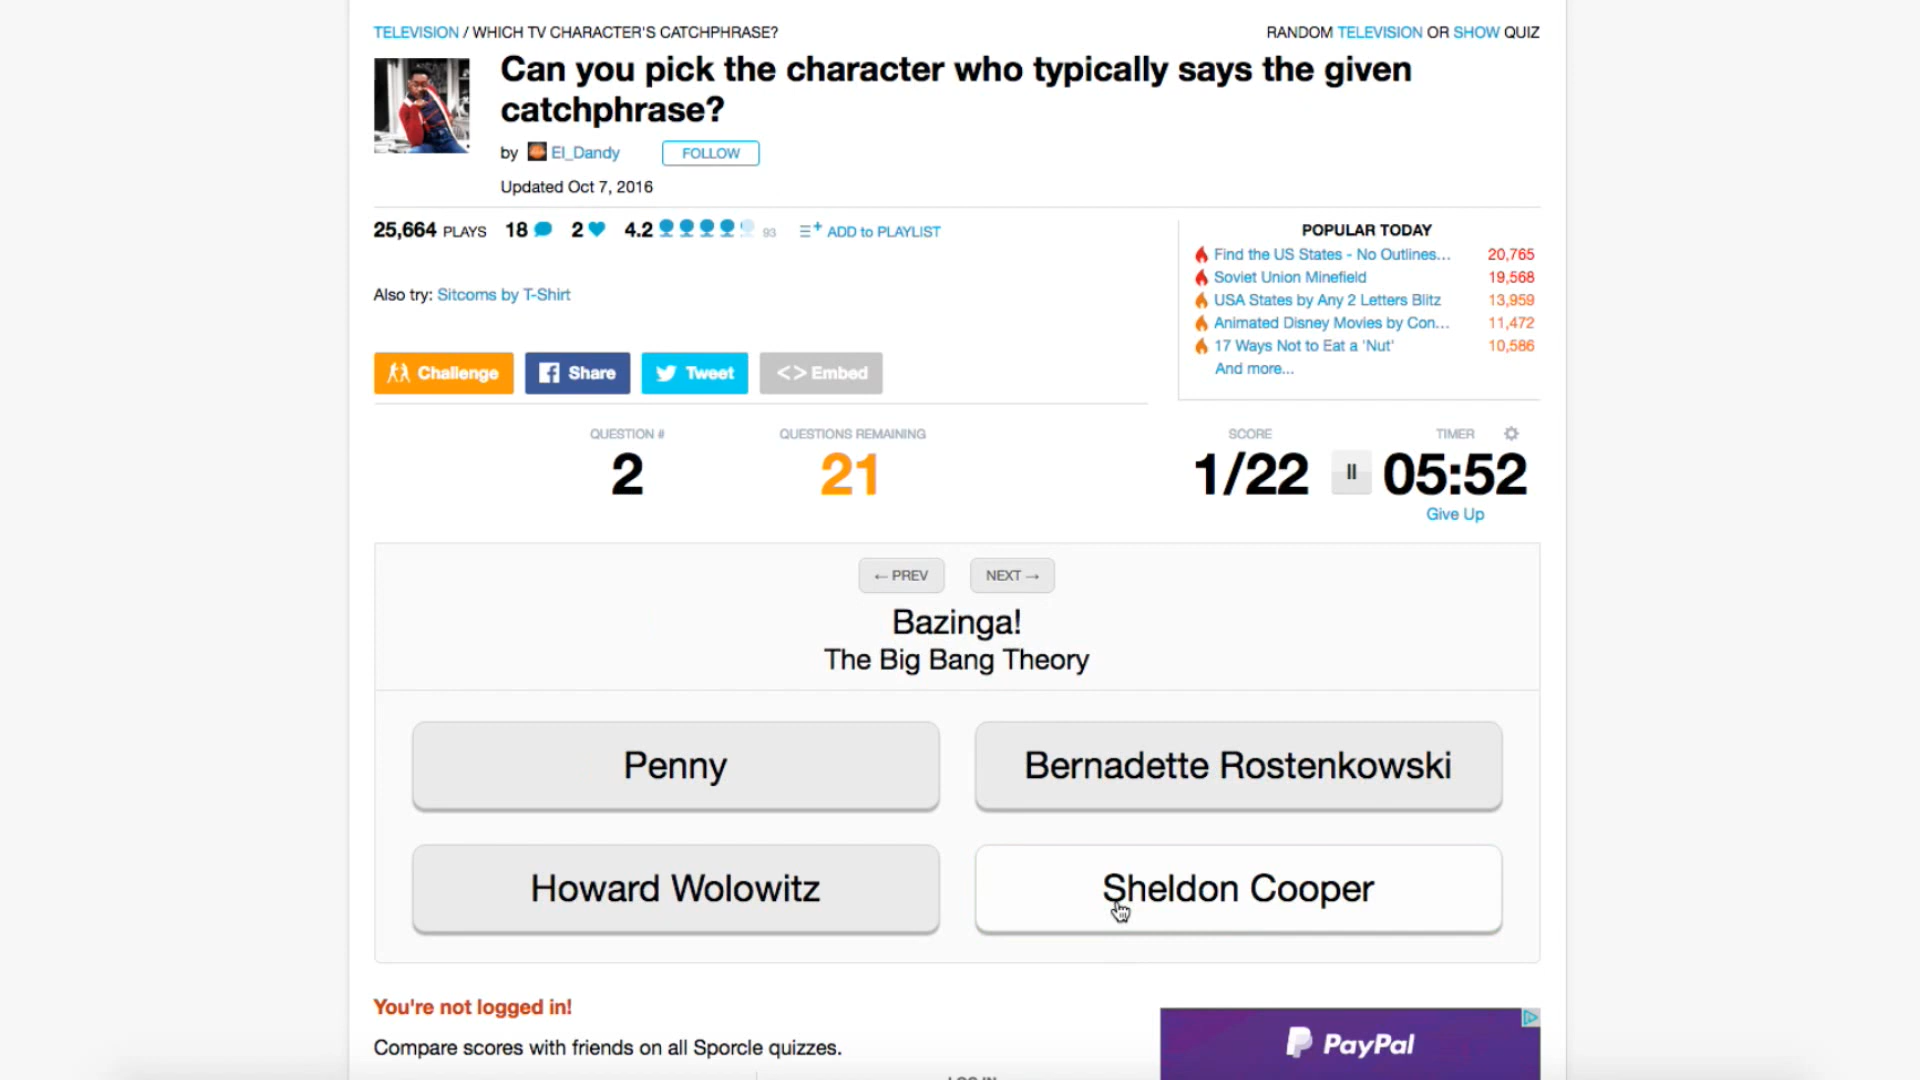 TELEVISION / WHICH TV CHARACTER'S CATCHPHRASE?
RANDOM TELEVISION OR SHOW QUIZ
Can you pick the character who typically says the given
catchphrase?
by El_Dandy FOLLOW
Updated Oct 7, 2016
25,664 PLAYS 18 2 4.2 93 ADD to PLAYLIST
POPULAR TODAY
Find the US States - No Outlines... 20,765
Soviet Union Minefield 19,568
USA States by Any 2 Letters Blitz 13,959
Animated Disney Movies by Con... 11,472
17 Ways Not to Eat a 'Nut' 10,586
And more...
Also try: Sitcoms by T-Shirt
Challenge Share Tweet <> Embed
QUESTION # QUESTIONS REMAINING SCORE TIMER
2 21 1/22 05:52
Give Up
← PREV NEXT →
Bazinga!
The Big Bang Theory
Penny Bernadette Rostenkowski
Howard Wolowitz Sheldon Cooper
You're not logged in!
Compare scores with friends on all Sporcle quizzes.
PayPal
LOG IN